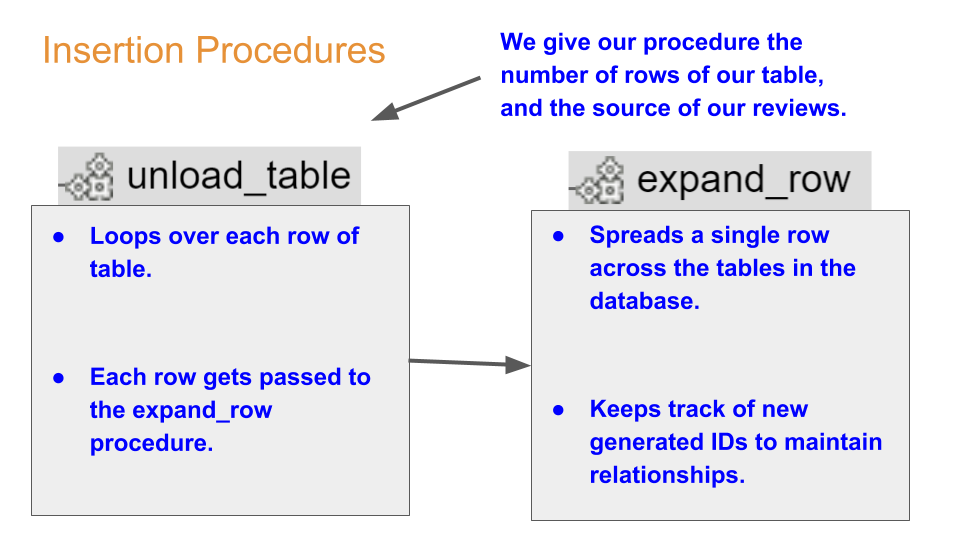 Insertion Procedures
We give our procedure the
number of rows of our table,
and the source of our reviews.
unload_table
● Loops over each row of
table.
● Each row gets passed to
the expand_row
procedure.
expand_row
● Spreads a single row
across the tables in the
database.
● Keeps track of new
generated IDs to maintain
relationships.